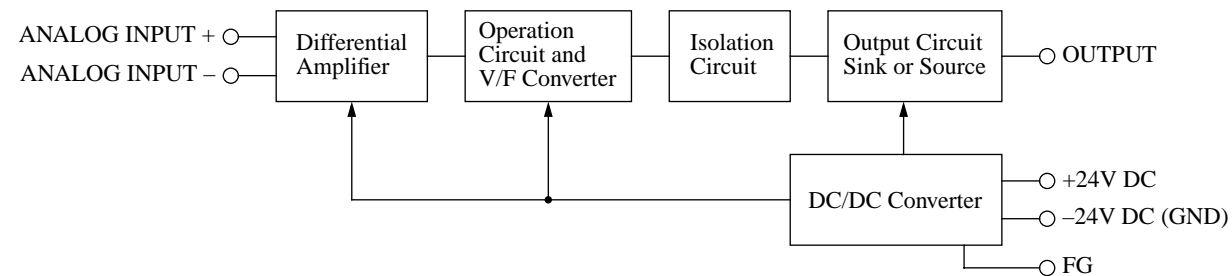 ANALOG INPUT +
ANALOG INPUT –
Differential
Amplifier
Operation
Circuit and
V/F Converter
Isolation
Circuit
Output Circuit
Sink or Source
OUTPUT
DC/DC Converter
+24V DC
–24V DC (GND)
FG